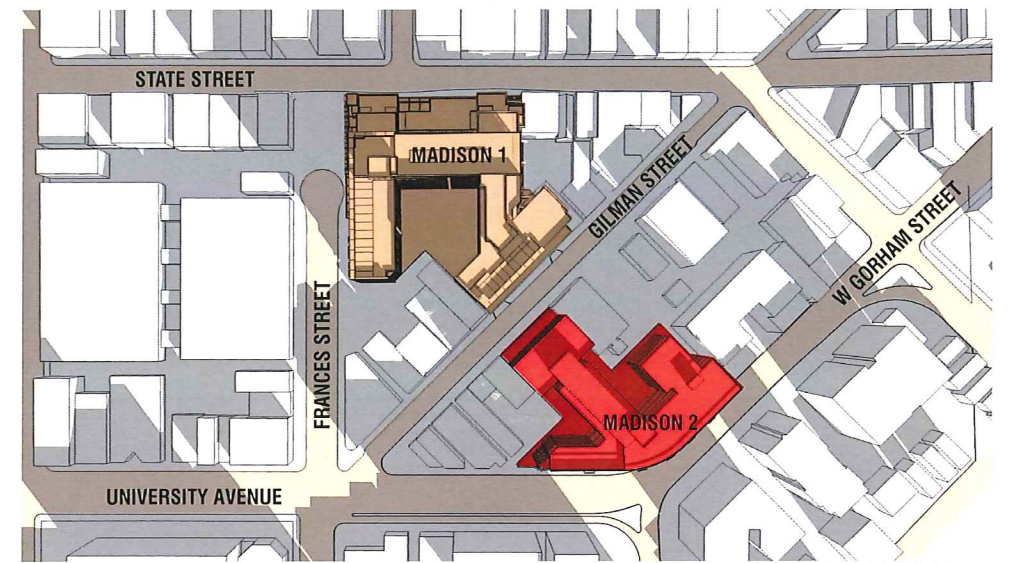 STATE STREET
MADISON 1
GILMAN STREET
W GORHAM STREET
FRANCES STREET
MADISON 2
UNIVERSITY AVENUE